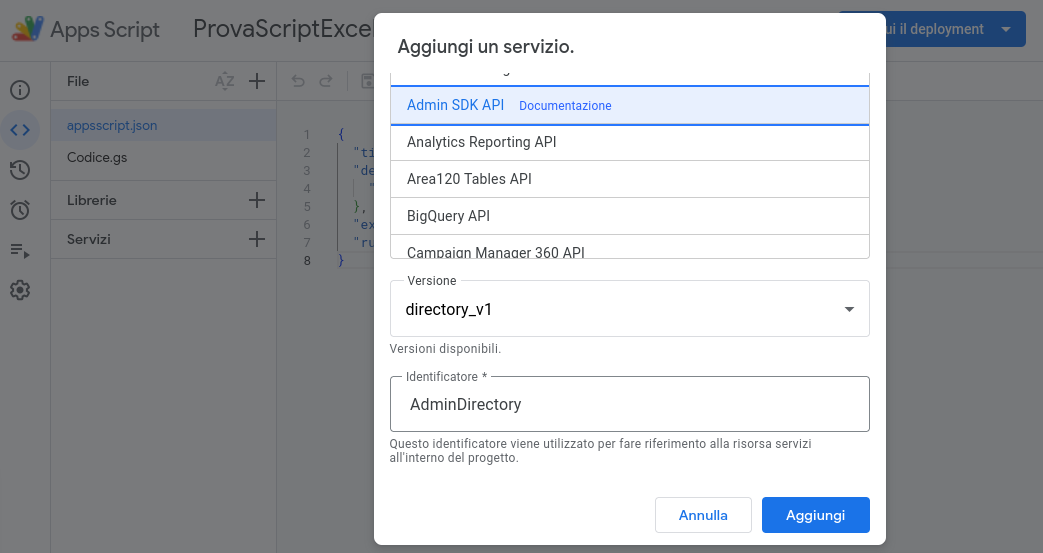 Apps Script
ProvaScriptExce
ui il deployment
Aggiungi un servizio.
File
AZ
appsscript.json
Codice.gs
Librerie
Servizi
1 {
2 "ti
3 "de
4 "
5 },
6 "ex
7 "ru
8 }
Admin SDK API Documentazione
Analytics Reporting API
Area120 Tables API
BigQuery API
Campaign Manager 360 API
Versione
directory_v1
Versioni disponibili.
Identificatore *
AdminDirectory
Questo identificatore viene utilizzato per fare riferimento alla risorsa servizi
all'interno del progetto.
Annulla
Aggiungi